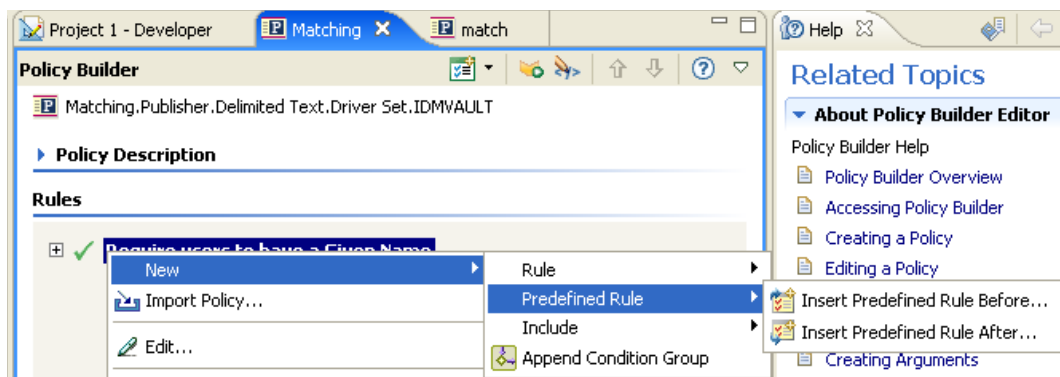 Project 1 - Developer
Matching
match
Help
Policy Builder
Related Topics
Matching.Publisher.Delimited Text.Driver Set.IDMVAULT
About Policy Builder Editor
Policy Description
Policy Builder Help
Policy Builder Overview
Rules
Accessing Policy Builder
Creating a Policy
Require users to have a Given Name
Editing a Policy
New
Rule
Import Policy...
Predefined Rule
Insert Predefined Rule Before...
Include
Insert Predefined Rule After...
Edit...
Append Condition Group
Creating Arguments